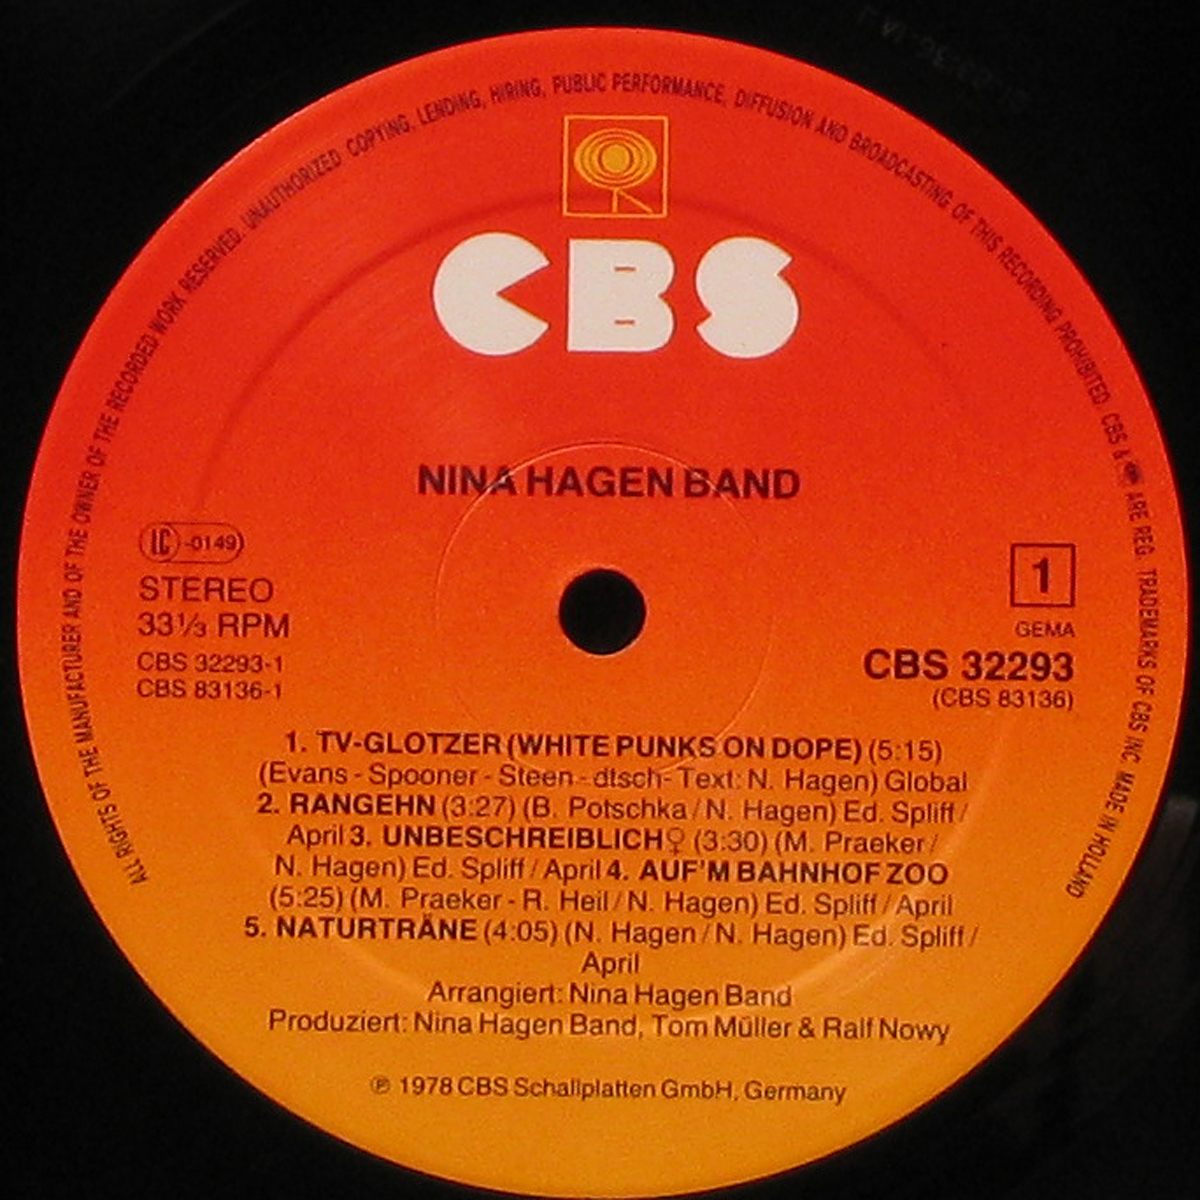 ALL RIGHTS OF THE MANUFACTURER AND OF THE OWNER OF THE RECORDED WORK RESERVED. UNAUTHORIZED COPYING, LENDING, HIRING, PUBLIC PERFORMANCE, DIFFUSION AND BROADCASTING OF THIS RECORDING PROHIBITED. CBS & ARE REG. TRADEMARKS OF CBS INC. MADE IN HOLLAND
CBS
NINA HAGEN BAND
LC -0149
STEREO
33⅓ RPM
CBS 32293-1
CBS 83136-1
1
GEMA
CBS 32293
(CBS 83136)
1. TV-GLOTZER (WHITE PUNKS ON DOPE) (5:15)
(Evans - Spooner - Steen - dtsch- Text: N. Hagen) Global
2. RANGEHN (3:27) (B. Potschka / N. Hagen) Ed. Spliff /
April 3. UNBESCHREIBLICH♀ (3:30) (M. Praeker /
N. Hagen) Ed. Spliff / April 4. AUF'M BAHNHOF ZOO
(5:25) (M. Praeker - R. Heil / N. Hagen) Ed. Spliff / April
5. NATURTRÄNE (4:05) (N. Hagen / N. Hagen) Ed. Spliff /
April
Arrangiert: Nina Hagen Band
Produziert: Nina Hagen Band, Tom Müller & Ralf Nowy
℗ 1978 CBS Schallplatten GmbH, Germany